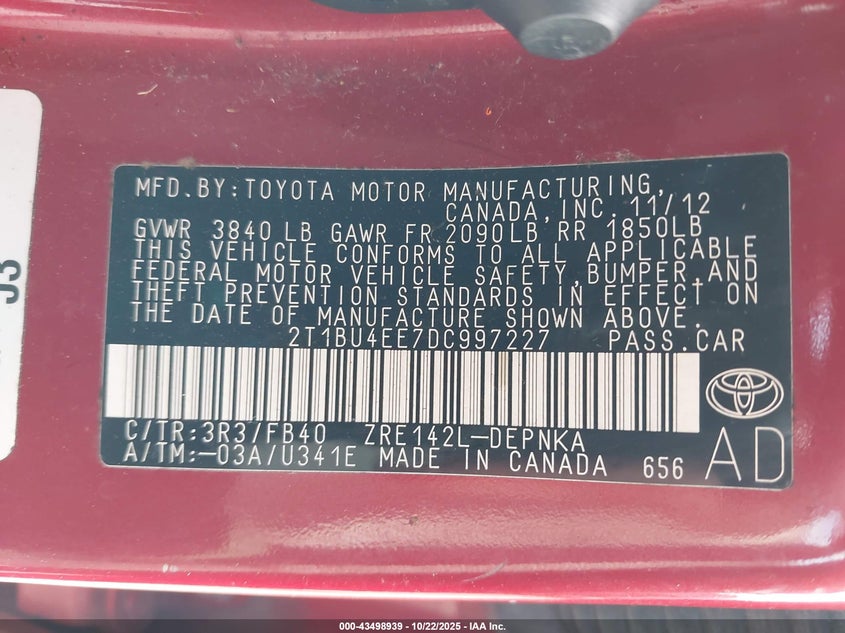 J3
MFD.BY:TOYOTA MOTOR MANUFACTURING,
CANADA,INC. 11/12
GVWR 3840 LB GAWR FR 2090LB RR 1850LB
THIS VEHICLE CONFORMS TO ALL APPLICABLE
FEDERAL MOTOR VEHICLE SAFETY,BUMPER,AND
THEFT PREVENTION STANDARDS IN EFFECT ON
THE DATE OF MANUFACTURE SHOWN ABOVE.
2T1BU4EE7DC997227 PASS.CAR
C/TR:3R3/FB40 ZRE142L-DEPNKA
A/TM:-03A/U341E MADE IN CANADA 656
AD
000-43498939 - 10/22/2025 - IAA Inc.